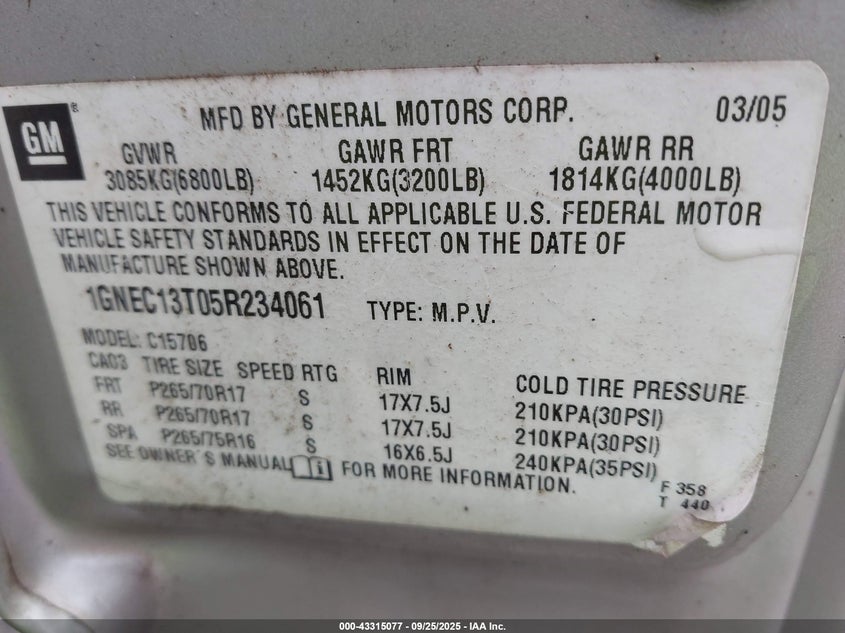 GM ®
MFD BY GENERAL MOTORS CORP. 03/05
GVWR GAWR FRT GAWR RR
3085KG(6800LB) 1452KG(3200LB) 1814KG(4000LB)
THIS VEHICLE CONFORMS TO ALL APPLICABLE U.S. FEDERAL MOTOR
VEHICLE SAFETY STANDARDS IN EFFECT ON THE DATE OF
MANUFACTURE SHOWN ABOVE.
1GNEC13T05R234061 TYPE: M.P.V.
MODEL: C15706
CA03 TIRE SIZE SPEED RTG RIM COLD TIRE PRESSURE
FRT P265/70R17 S 17X7.5J 210KPA(30PSI)
RR P265/70R17 S 17X7.5J 210KPA(30PSI)
SPA P265/75R16 S 16X6.5J 240KPA(35PSI)
SEE OWNER'S MANUAL i FOR MORE INFORMATION.
F 358
T 440
000-43315077 - 09/25/2025 - IAA Inc.